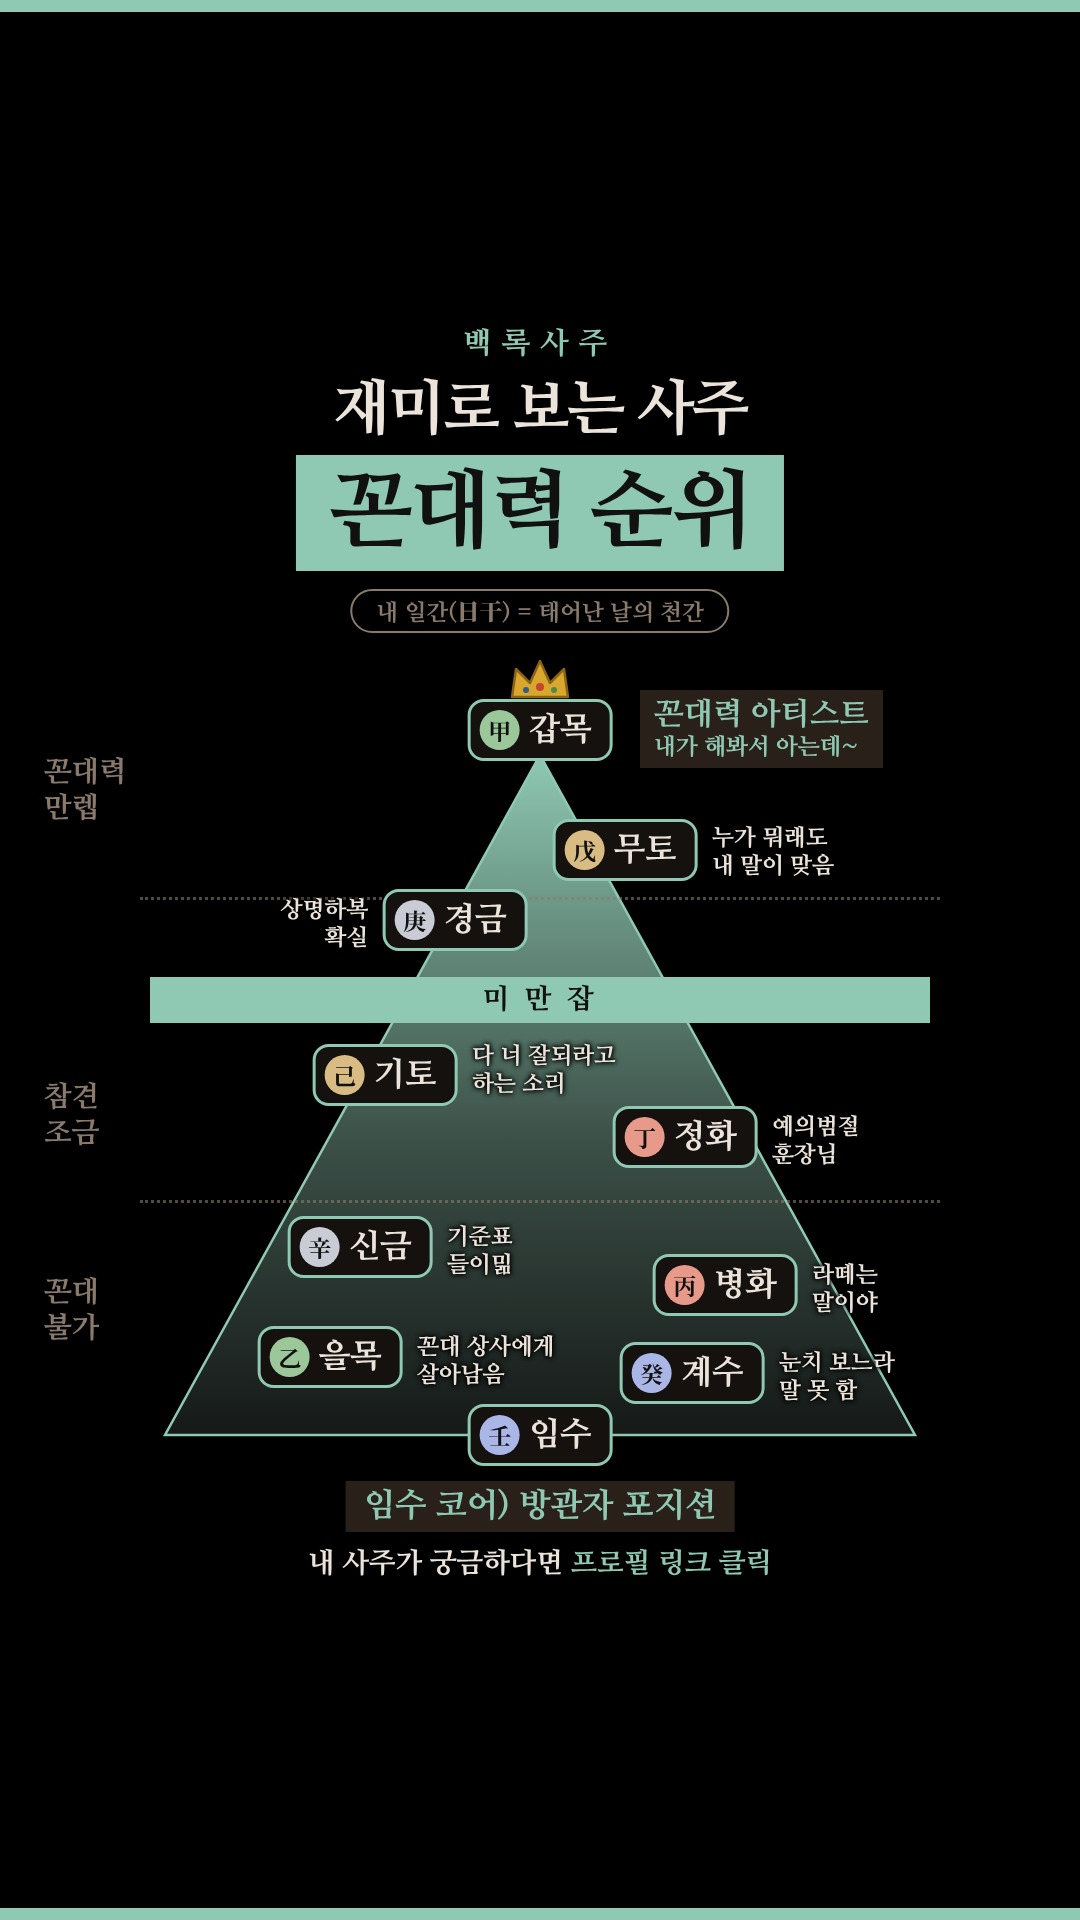 백록사주
재미로 보는 사주
꼰대력 순위
내 일간(日干) = 태어난 날의 천간
甲 갑목
꼰대력 아티스트
내가 해봐서 아는데~
꼰대력
만렙
戊 무토
누가 뭐래도
내 말이 맞음
상명하복
확실
庚 경금
미만잡
己 기토
다 너 잘되라고
하는 소리
참견
조금
丁 정화
예의범절
훈장님
辛 신금
기준표
들이밂
丙 병화
라떼는
말이야
꼰대
불가
乙 을목
꼰대 상사에게
살아남음
癸 계수
눈치 보느라
말 못 함
壬 임수
임수 코어) 방관자 포지션
내 사주가 궁금하다면 프로필 링크 클릭